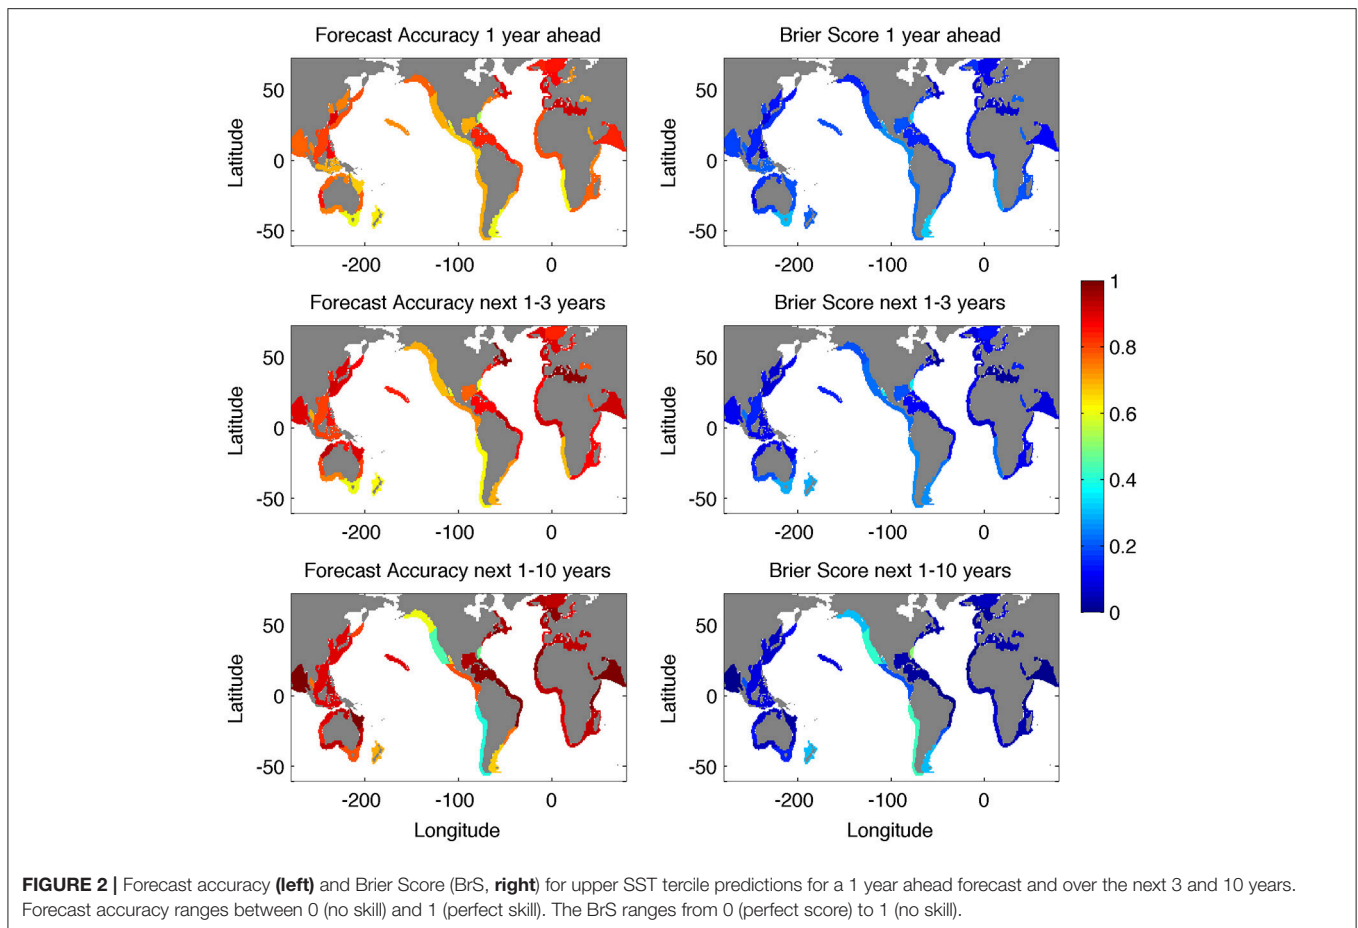 Forecast Accuracy 1 year ahead
Brier Score 1 year ahead
Latitude
50
0
-50
-200 -100 0
Latitude
50
0
-50
-200 -100 0
Forecast Accuracy next 1-3 years
Brier Score next 1-3 years
Latitude
50
0
-50
-200 -100 0
Latitude
50
0
-50
-200 -100 0
1
0.8
0.6
0.4
0.2
0
Forecast Accuracy next 1-10 years
Brier Score next 1-10 years
Latitude
50
0
-50
-200 -100 0
Longitude
Latitude
50
0
-50
-200 -100 0
Longitude
FIGURE 2 | Forecast accuracy (left) and Brier Score (BrS, right) for upper SST tercile predictions for a 1 year ahead forecast and over the next 3 and 10 years.
Forecast accuracy ranges between 0 (no skill) and 1 (perfect skill). The BrS ranges from 0 (perfect score) to 1 (no skill).